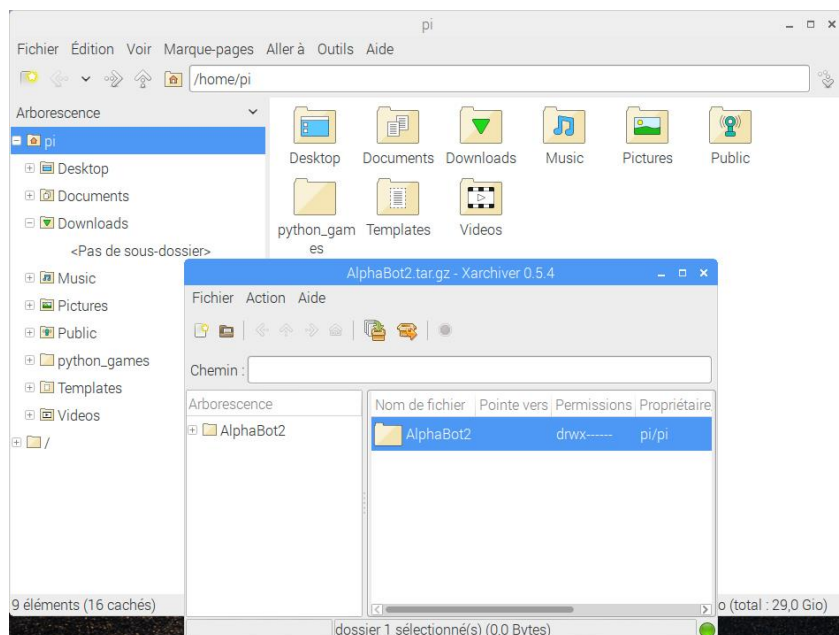 pi
Fichier Édition Voir Marque-pages Aller à Outils Aide
/home/pi
Arborescence
pi
Desktop
Documents
Downloads
<Pas de sous-dossier>
Music
Pictures
Public
python_games
Templates
Videos
/
Desktop Documents Downloads Music Pictures Public
python_gam Templates Videos
es
AlphaBot2.tar.gz - Xarchiver 0.5.4
Fichier Action Aide
Chemin :
Arborescence
AlphaBot2
Nom de fichier Pointe vers Permissions Propriétaire
AlphaBot2 drwx------ pi/pi
dossier 1 sélectionné(s) (0.0 Bytes)
9 éléments (16 cachés)
o (total : 29,0 Gio)